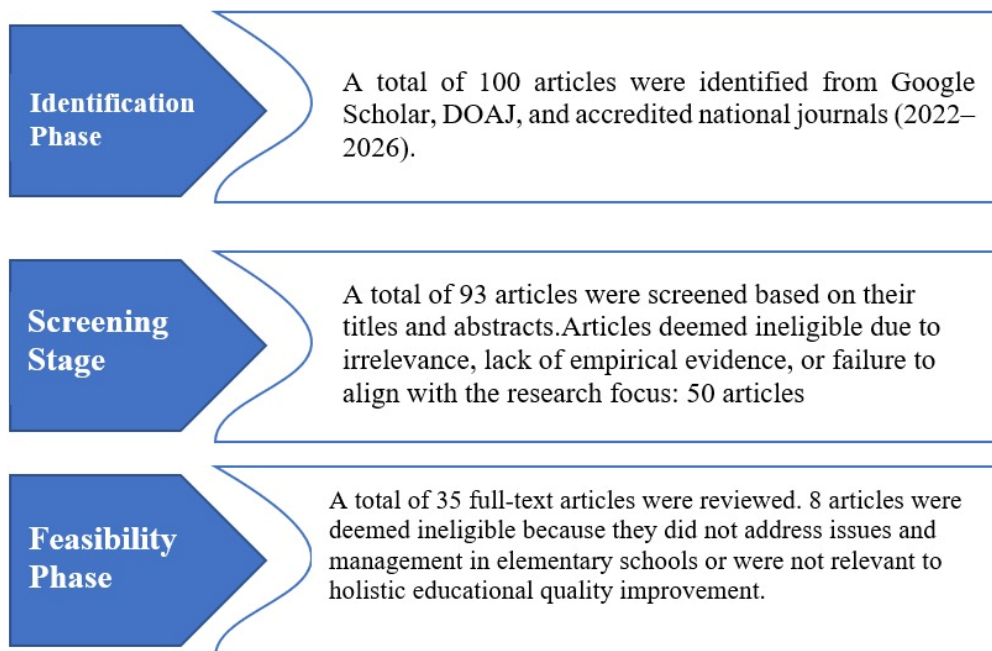 Identification
Phase
A total of 100 articles were identified from Google
Scholar, DOAJ, and accredited national journals (2022–
2026).
Screening
Stage
A total of 93 articles were screened based on their
titles and abstracts.Articles deemed ineligible due to
irrelevance, lack of empirical evidence, or failure to
align with the research focus: 50 articles
Feasibility
Phase
A total of 35 full-text articles were reviewed. 8 articles were
deemed ineligible because they did not address issues and
management in elementary schools or were not relevant to
holistic educational quality improvement.